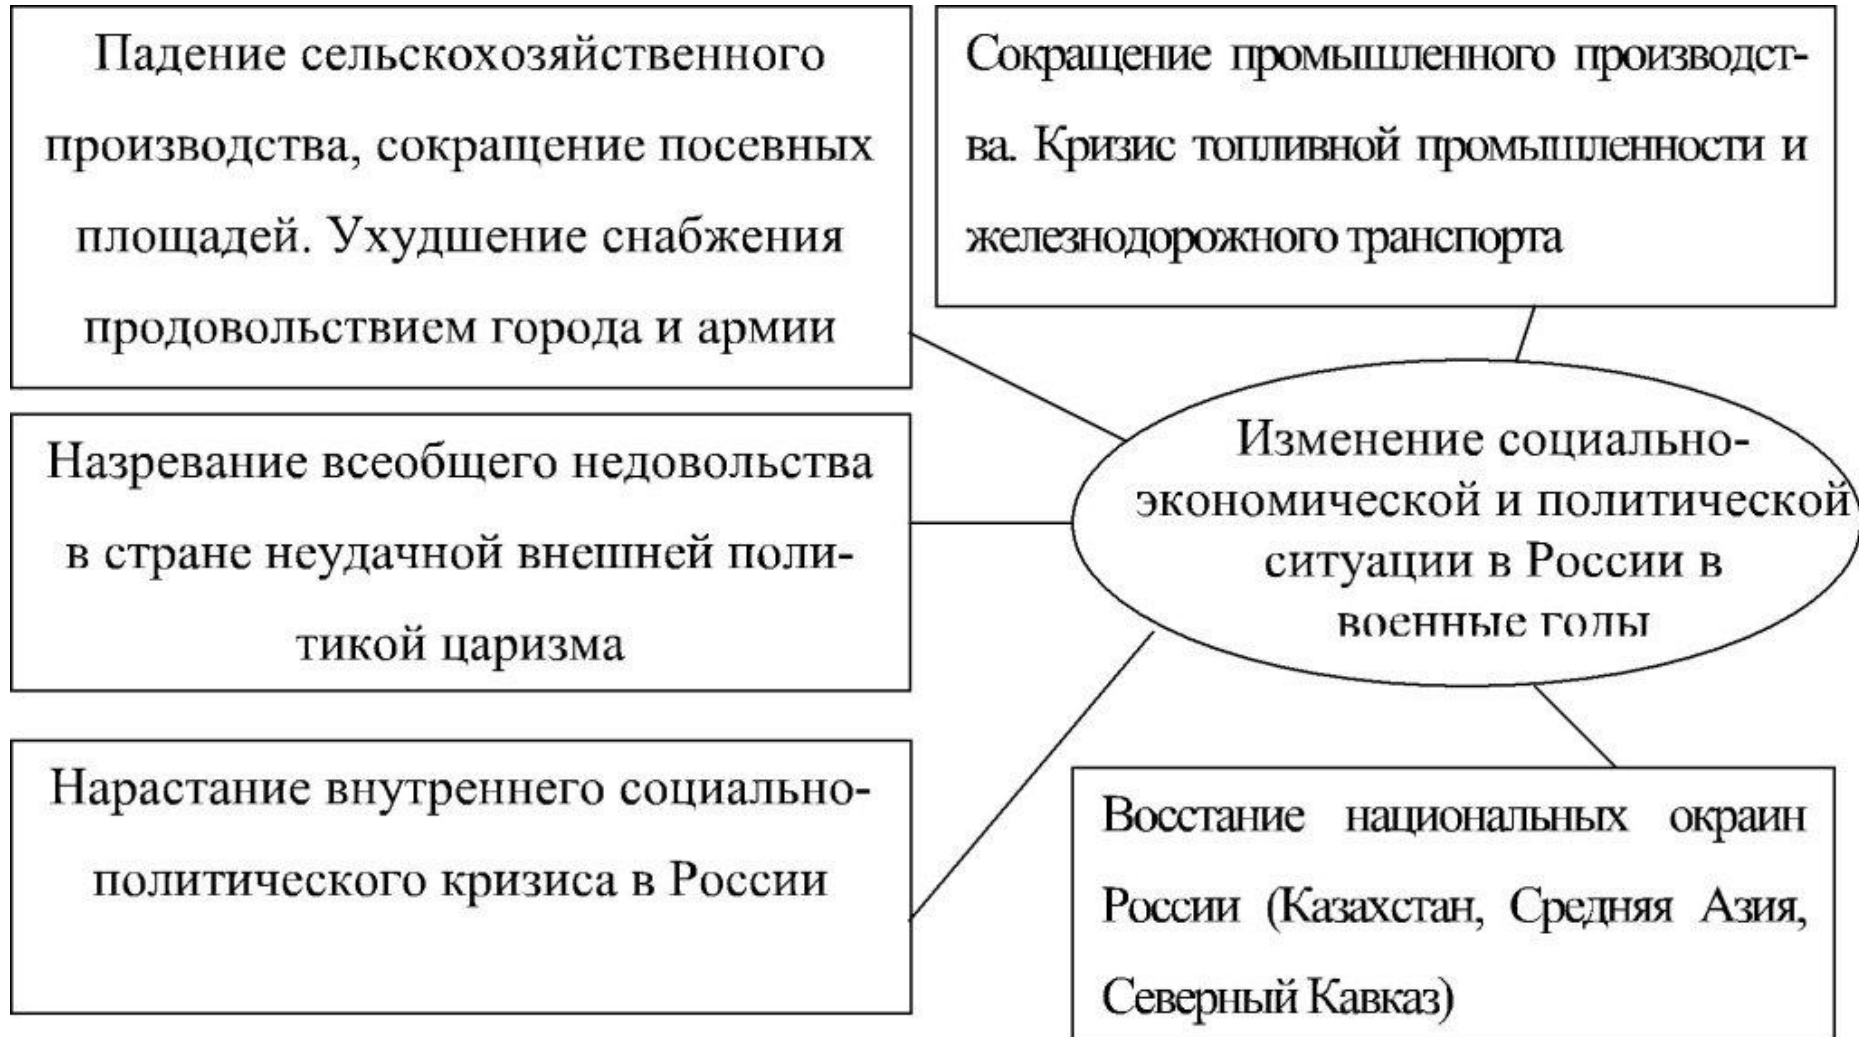 Падение сельскохозяйственного
производства, сокращение посевных
площадей. Ухудшение снабжения
продовольствием города и армии
Сокращение промышленного производст-
ва. Кризис топливной промышленности и
железнодорожного транспорта
Назревание всеобщего недовольства
в стране неудачной внешней поли-
тикой царизма
Изменение социально-
экономической и политической
ситуации в России в
военные годы
Нарастание внутреннего социально-
политического кризиса в России
Восстание национальных окраин
России (Казахстан, Средняя Азия,
Северный Кавказ)